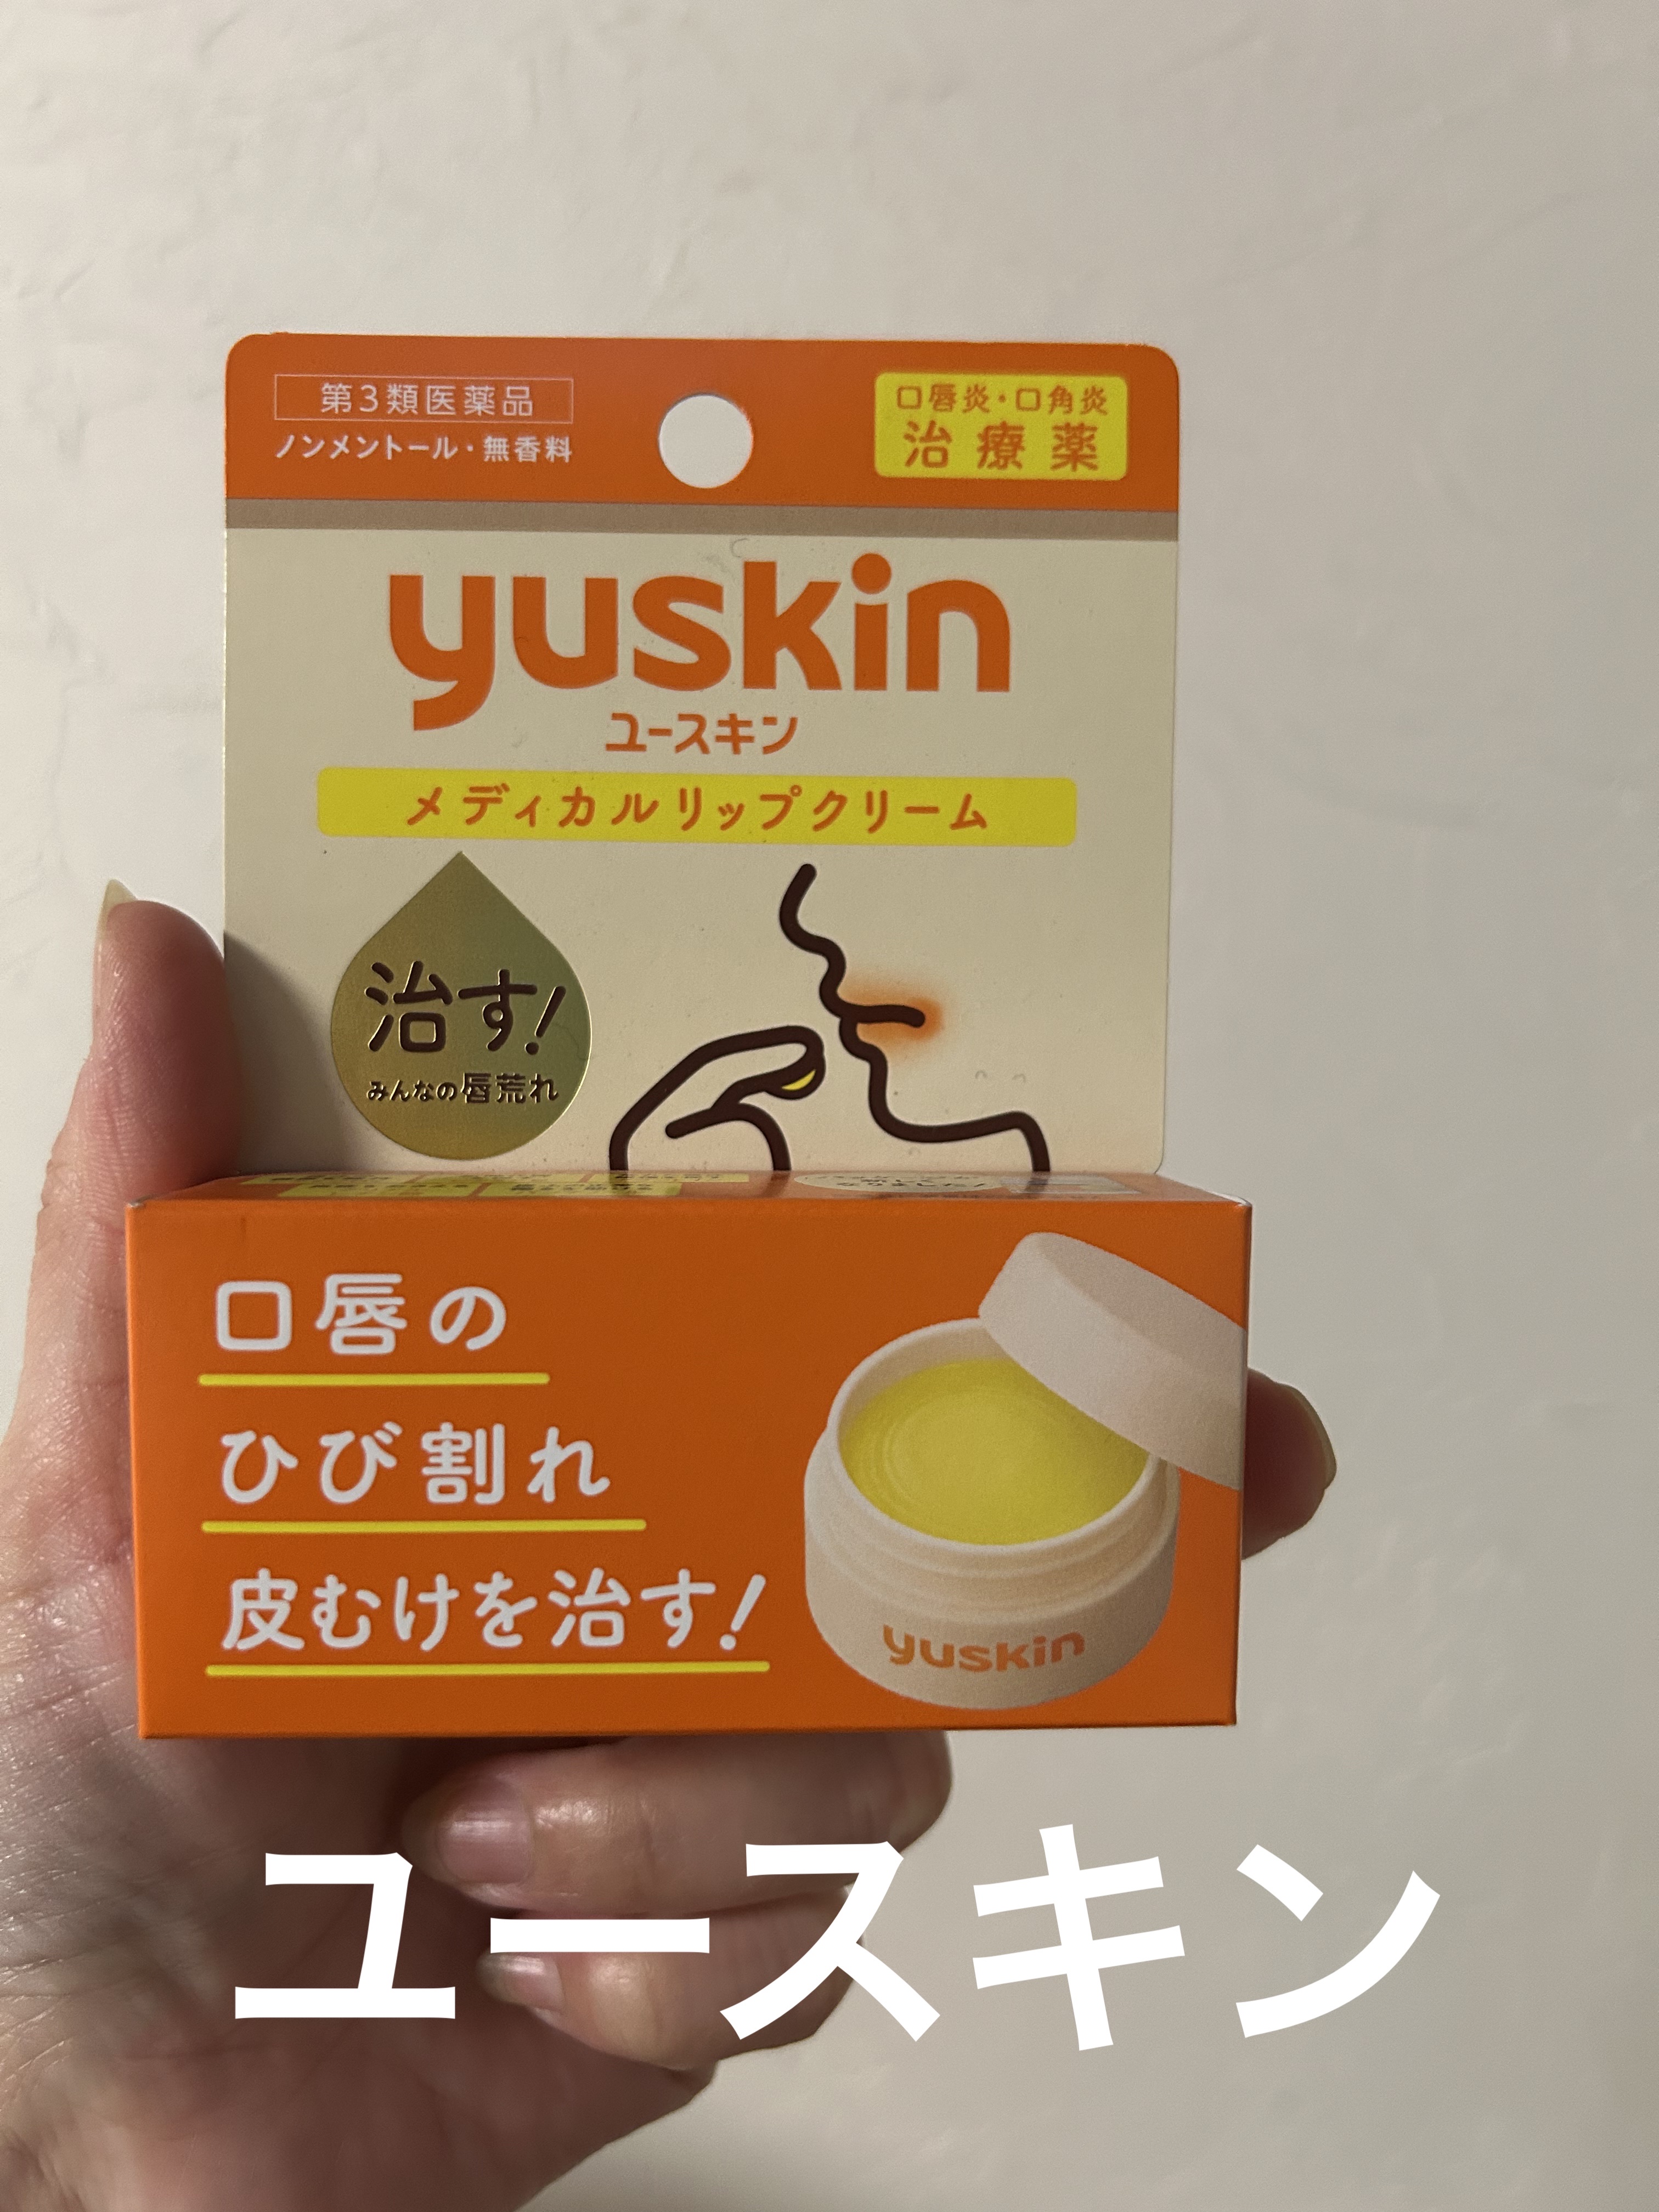 第3類医薬品
ノンメントール・無香料
口唇炎・口角炎
治療薬
yuskin
ユースキン
メディカルリップクリーム
治す!
みんなの唇荒れ
口唇の
ひび割れ
皮むけを治す!
yuskin
ユースキン